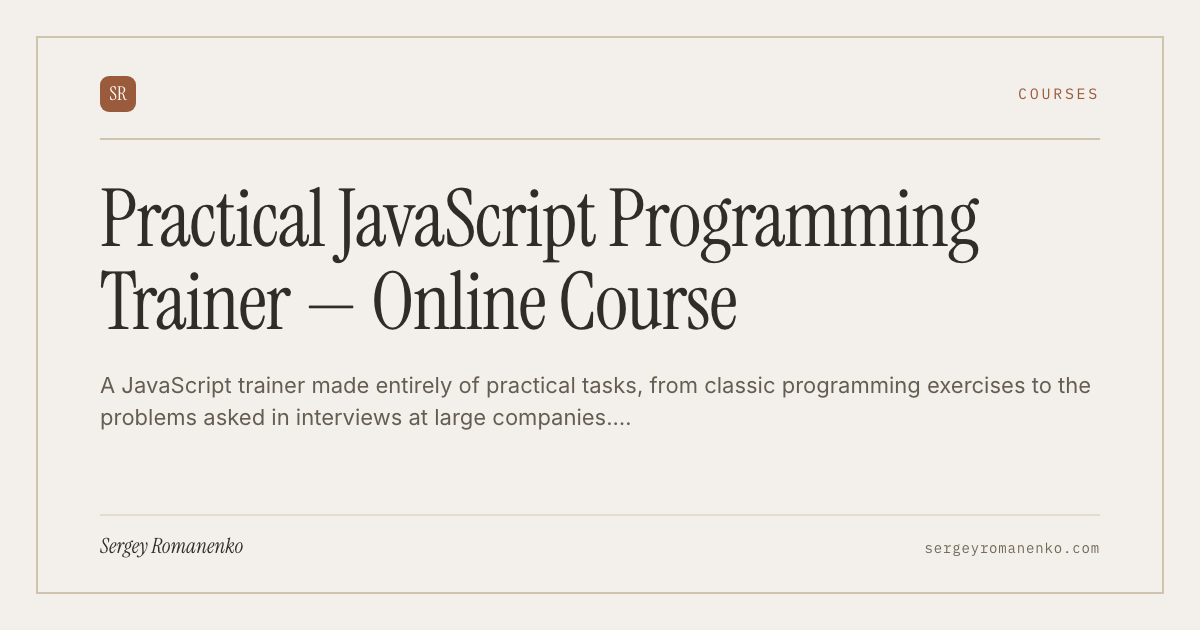 SR
COURSES
Practical JavaScript Programming
Trainer — Online Course
A JavaScript trainer made entirely of practical tasks, from classic programming exercises to the
problems asked in interviews at large companies....
Sergey Romanenko
sergeyromanenko.com